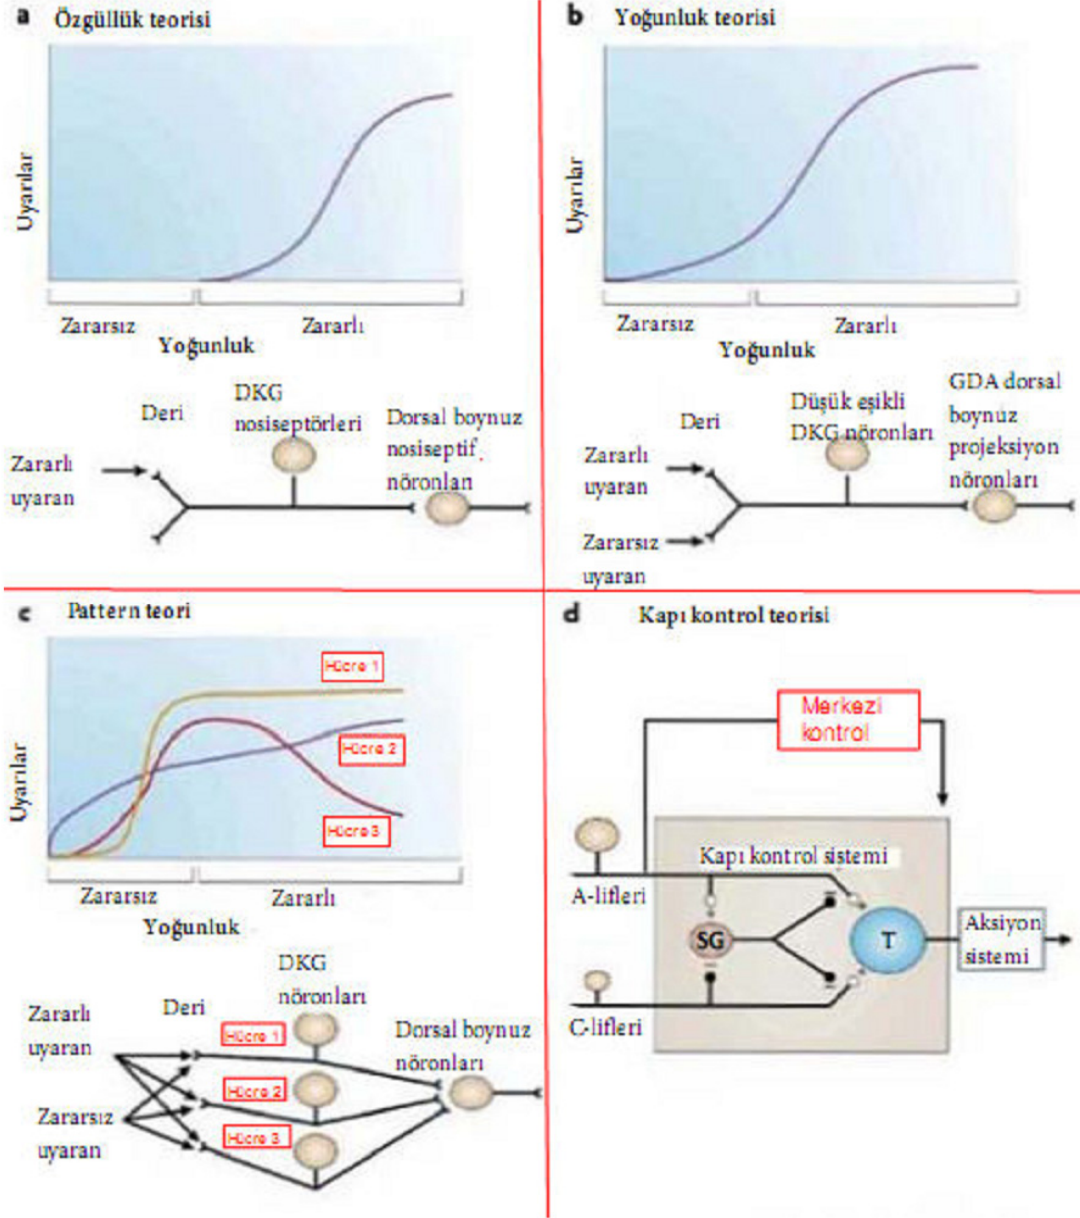 a Özgüllük teorisi
Uyarılar
Zararsız
Zararlı
Yoğunluk
Deri
DKG
nosiseptörleri
Dorsal boynuz
nosiseptif
nöronları
Zararlı
uyaran
b Yoğunluk teorisi
Uyarılar
Zararsız
Zararlı
Yoğunluk
Deri
Düşük eşikli
DKG nöronları
GDA dorsal
boynuz
projeksiyon
nöronları
Zararlı
uyaran
Zararsız
uyaran
c Pattern teori
Uyarılar
Hücre 1
Hücre 2
Hücre 3
Zararsız
Zararlı
Yoğunluk
DKG
nöronları
Deri
Zararlı
uyaran
Zararsız
uyaran
Hücre 1
Hücre 2
Hücre 3
Dorsal boynuz
nöronları
d Kapı kontrol teorisi
Merkezi
kontrol
Kapı kontrol sistemi
A-lifleri
SG
T
Aksiyon
sistemi
C-lifleri